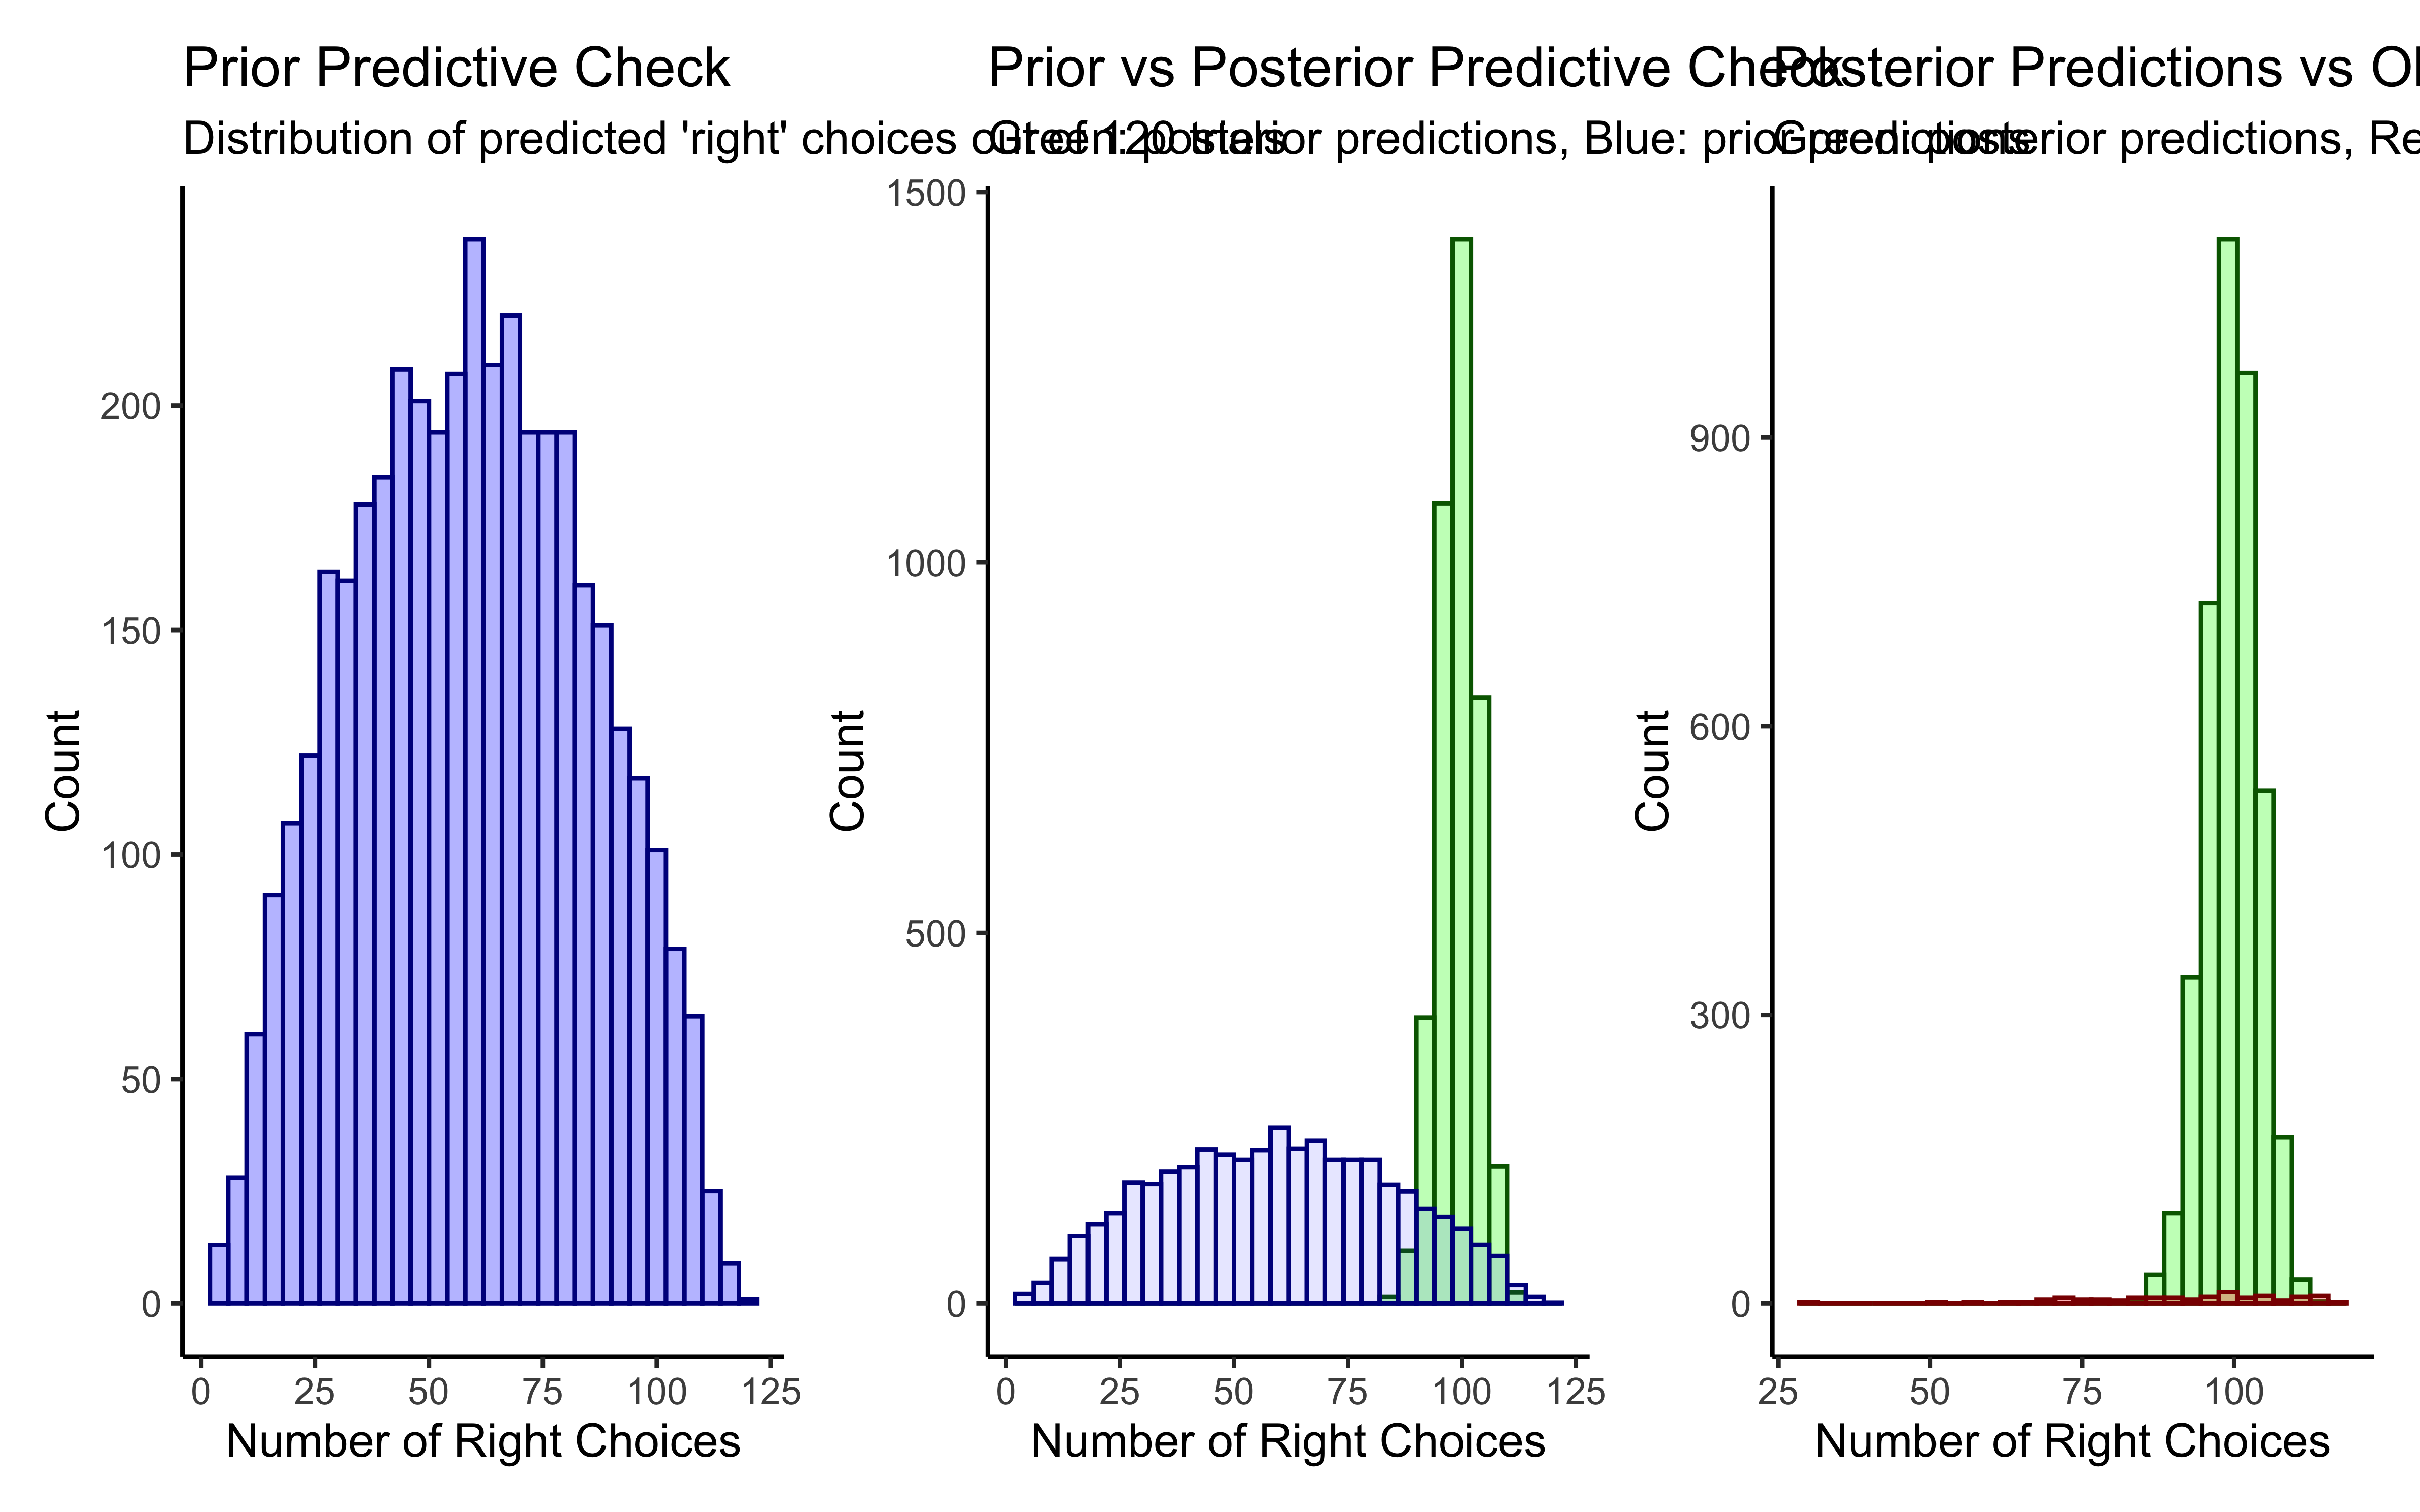 Prior Predictive Check
Distribution of predicted 'right' choices out of 120 trials
Count
200
150
100
50
0
0 25 50 75 100 125
Number of Right Choices
Prior vs Posterior Predictive Check
Green: posterior predictions, Blue: prior predictions
Count
1500
1000
500
0
0 25 50 75 100 125
Number of Right Choices
Posterior Predictions vs
Green: posterior predictions,
Count
900
600
300
0
25 50 75 100
Number of Right Choices